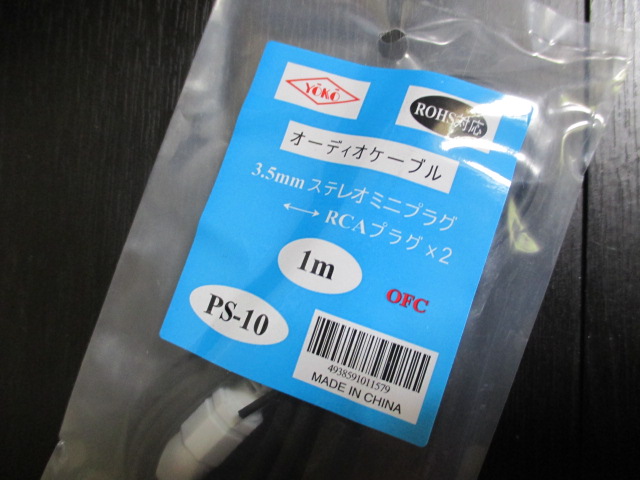 YŌKŌ
ROHS対応
オーディオケーブル
3.5mmステレオミニプラグ
⟷ RCAプラグ×2
1m
OFC
PS-10
4938591011579
MADE IN CHINA